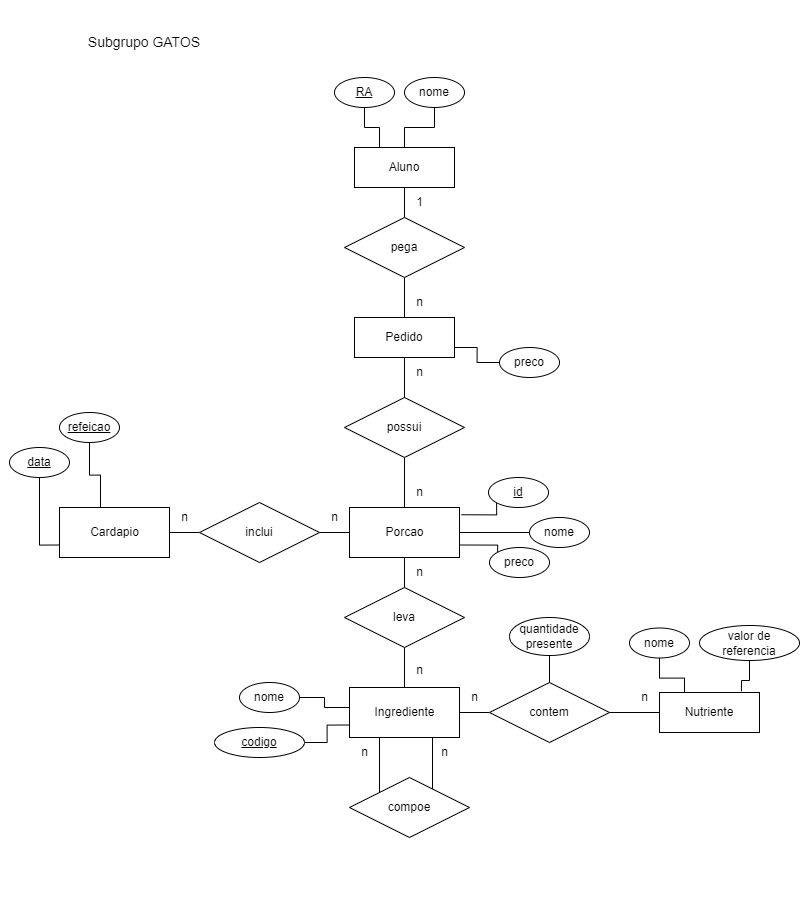 Subgrupo GATOS
RA
nome
Aluno
1
pega
n
Pedido
preco
n
possui
n
refeicao
data
Cardapio
n
inclui
n
Porcao
id
nome
preco
n
leva
n
nome
codigo
Ingrediente
n
contem
quantidade
presente
n
nome
valor de
referencia
Nutriente
n
n
compoe